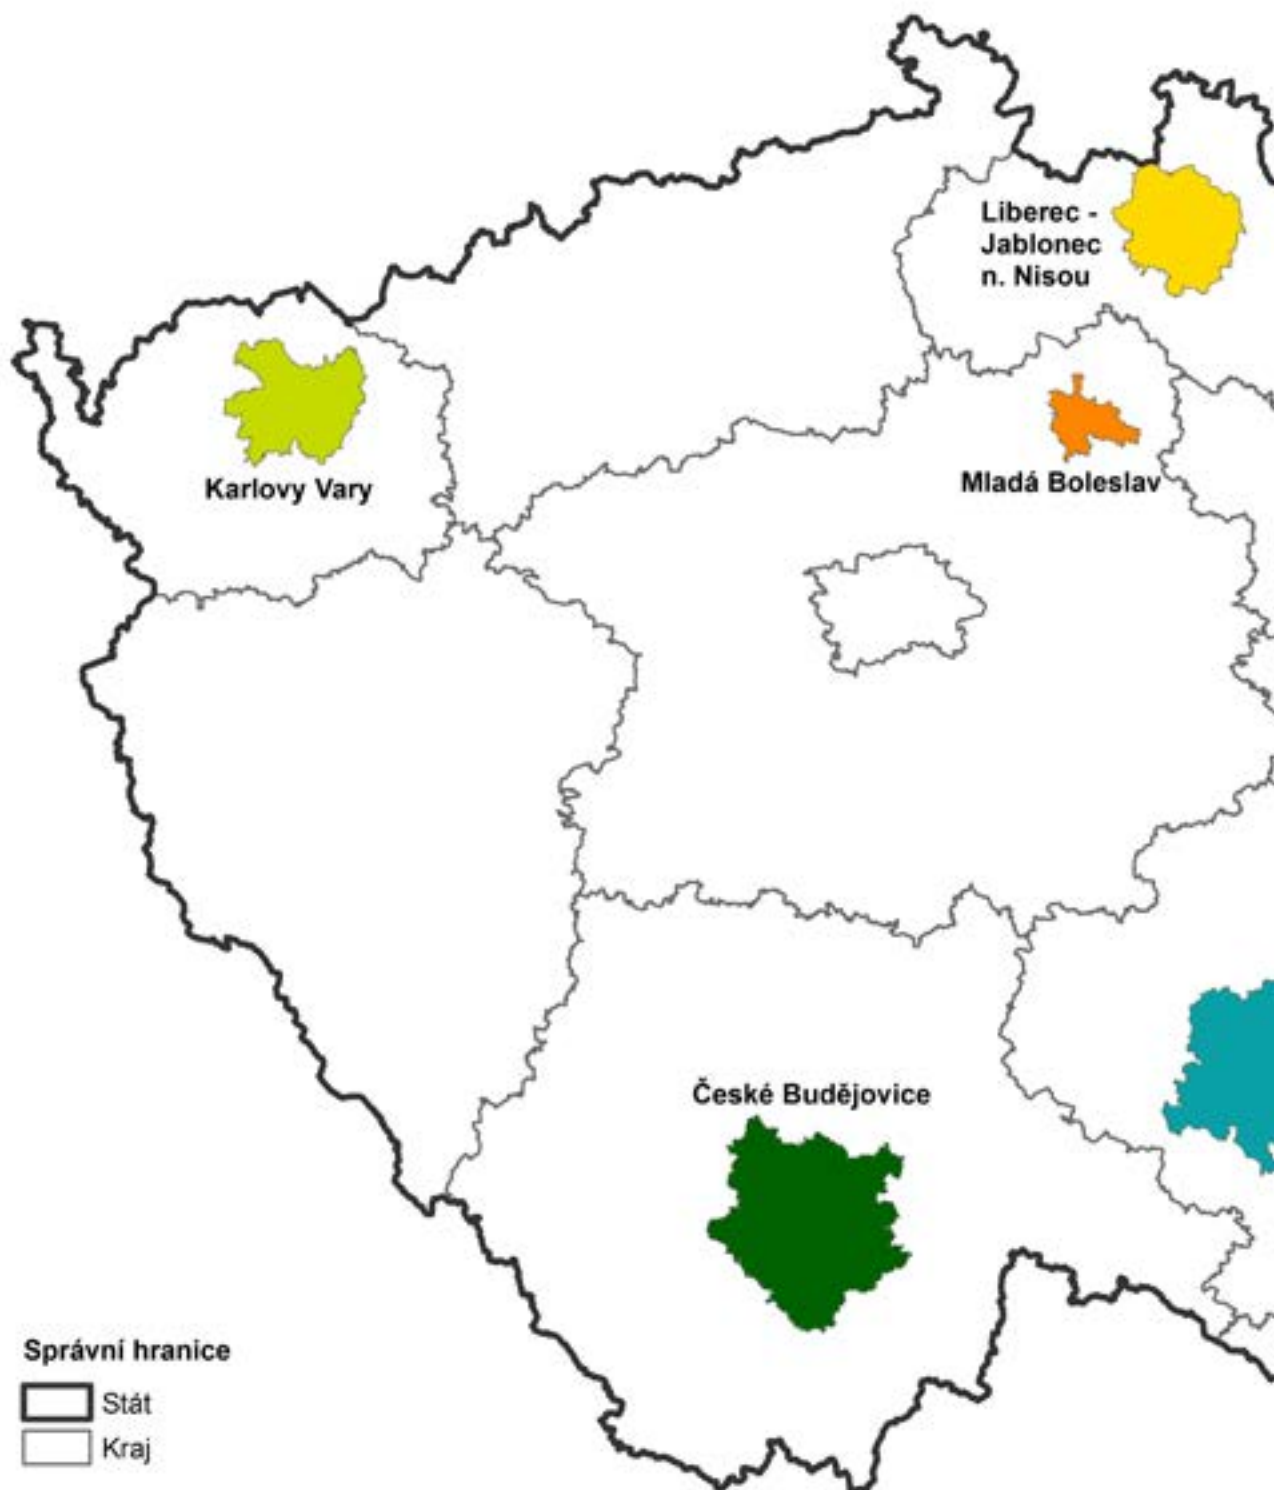 Liberec -
Jablonec
n. Nisou
Karlovy Vary
Mladá Boleslav
České Budějovice
Správní hranice
Stát
Kraj